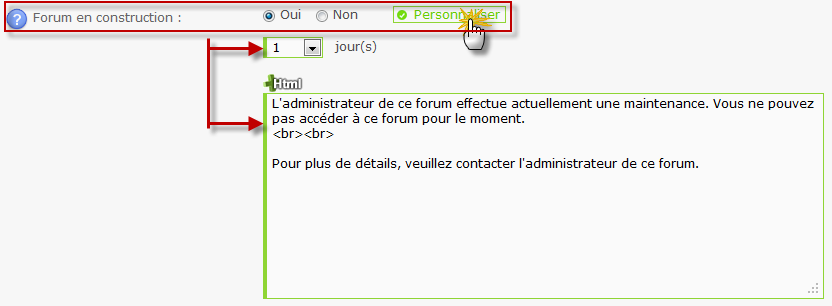 Forum en construction : Oui Non Personnaliser
1 jour(s)
Html
L'administrateur de ce forum effectue actuellement une maintenance. Vous ne pouvez
pas accéder à ce forum pour le moment.
<br><br>
Pour plus de détails, veuillez contacter l'administrateur de ce forum.